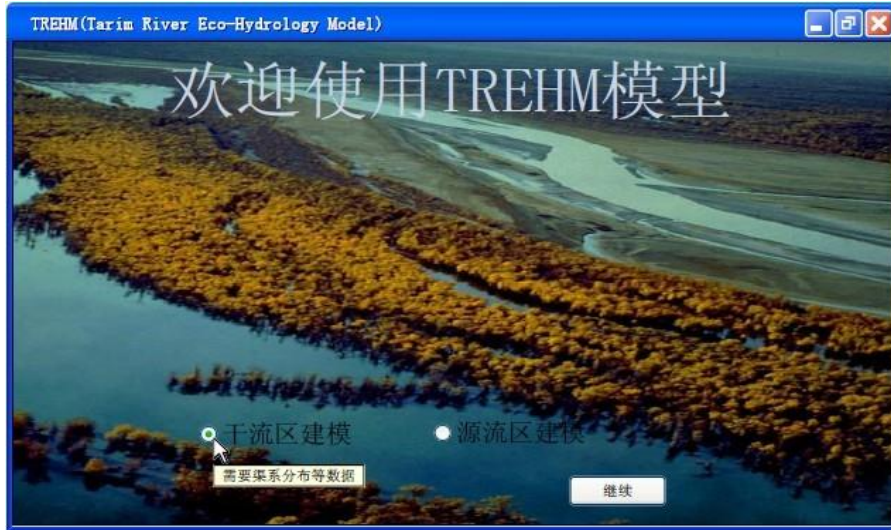 TREHM(Tarim River Eco-Hydrology Model)
欢迎使用TREHM模型
干流区建模
源流区建模
需要渠系分布等数据
继续